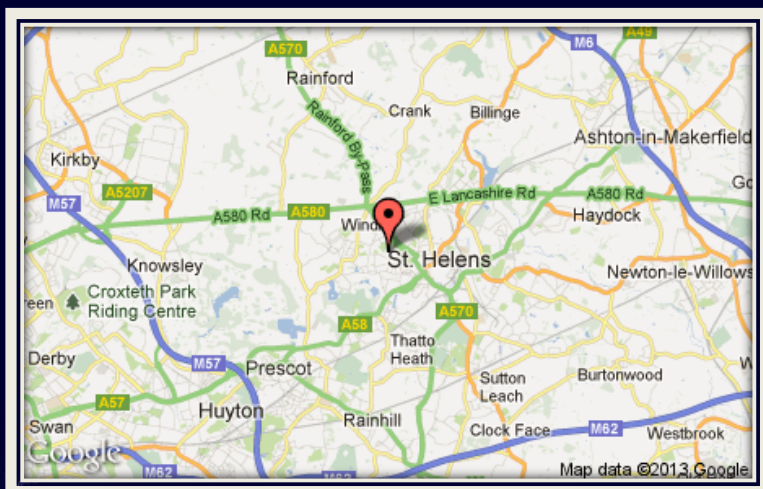 A570
M6
A49
Rainford
Crank
Billinge
Rainford By-Pass
Ashton-in-Makerfield
Kirkby
A5207
M57
E Lancashire Rd
A580 Rd
A580 Rd
A580
Haydock
St. Helens
Knowsley
Newton-le-Willows
Croxteth Park
Riding Centre
A58
A570
Thatto
Heath
Derby
M57
Prescot
Sutton
Leach
Burtonwood
A57
Huyton
Rainhill
Swan
Clock Face
M62
Westbrook
Google
M62
Map data ©2013 Google